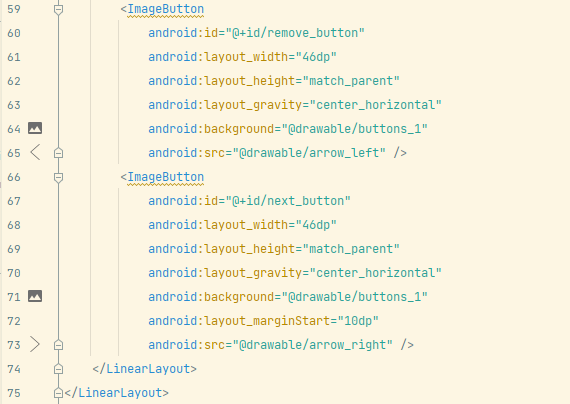 59 <ImageButton
60 android:id="@+id/remove_button"
61 android:layout_width="46dp"
62 android:layout_height="match_parent"
63 android:layout_gravity="center_horizontal"
64 android:background="@drawable/buttons_1"
65 android:src="@drawable/arrow_left" />
66 <ImageButton
67 android:id="@+id/next_button"
68 android:layout_width="46dp"
69 android:layout_height="match_parent"
70 android:layout_gravity="center_horizontal"
71 android:background="@drawable/buttons_1"
72 android:layout_marginStart="10dp"
73 android:src="@drawable/arrow_right" />
74 </LinearLayout>
75 </LinearLayout>